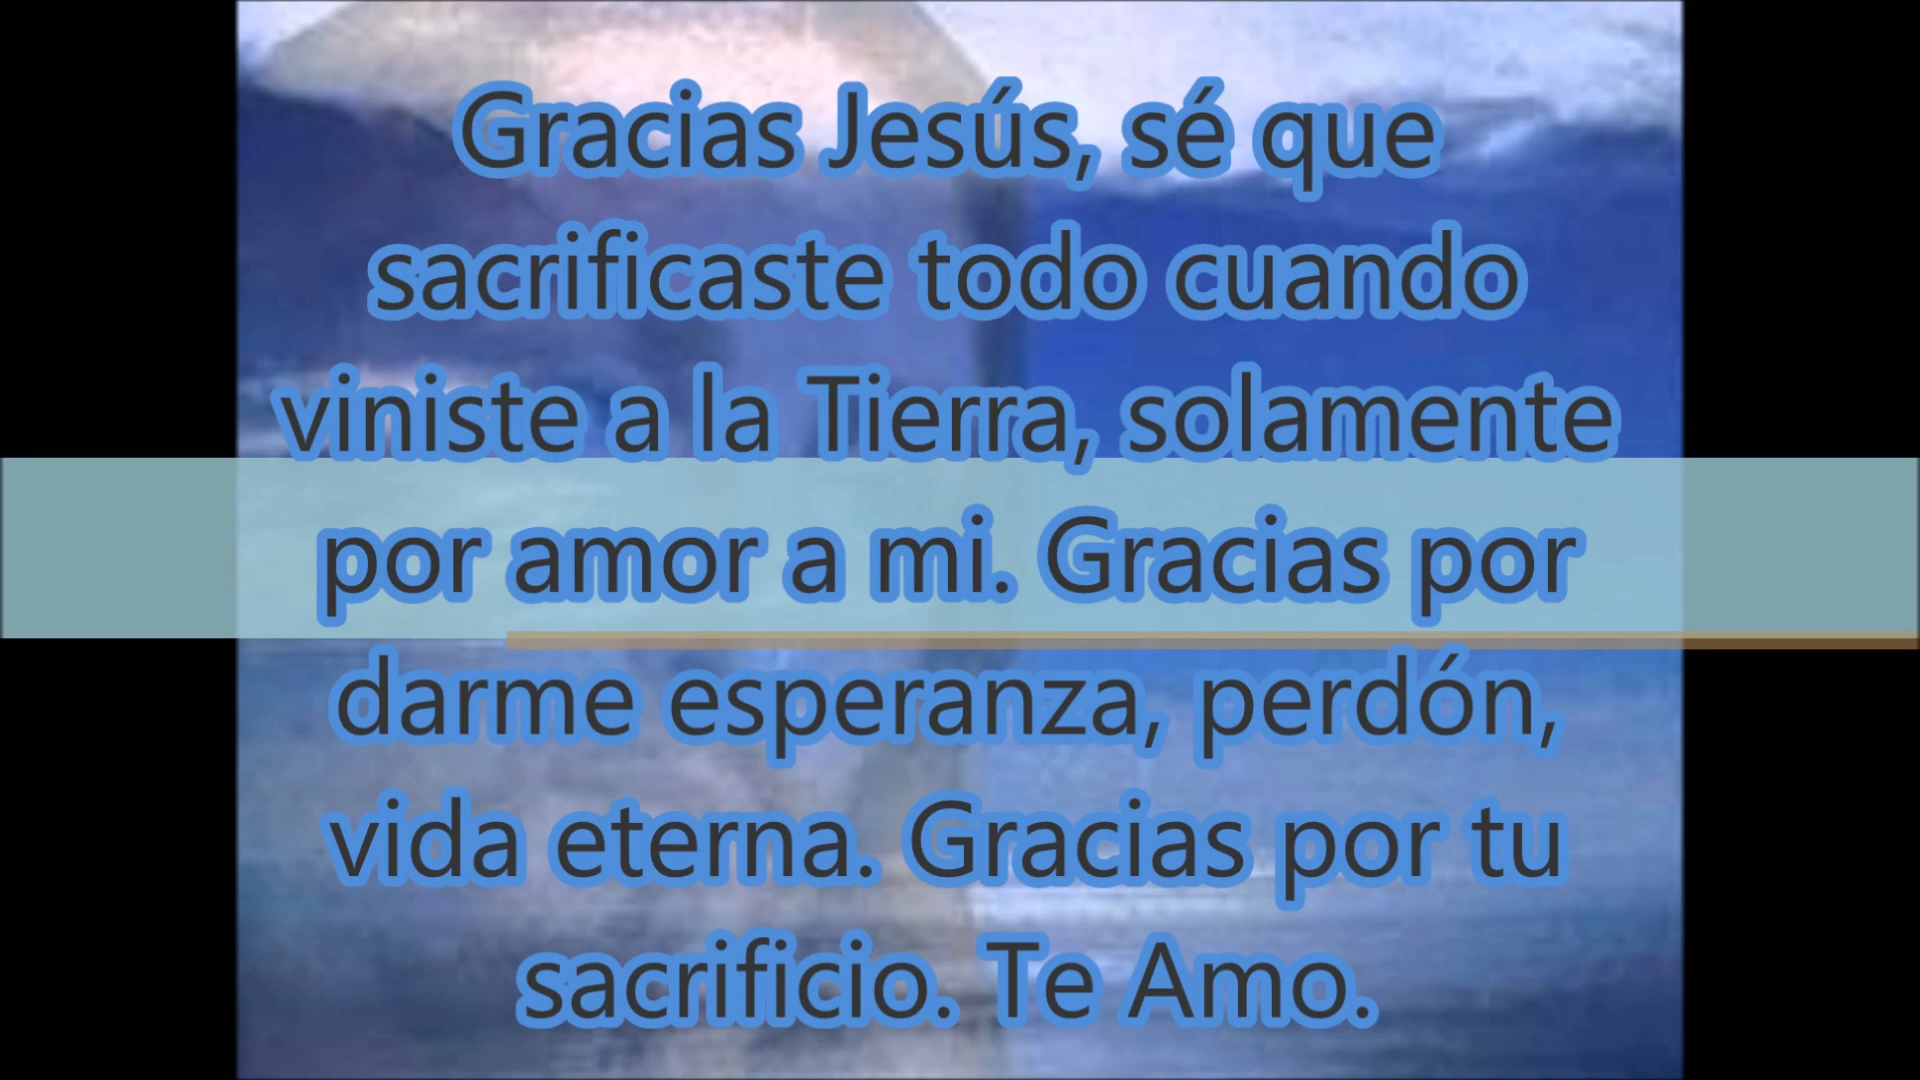 Gracias Jesús, sé que
sacrificaste todo cuando
viniste a la Tierra, solamente
por amor a mi. Gracias por
darme esperanza, perdón,
vida eterna. Gracias por tu
sacrificio. Te Amo.